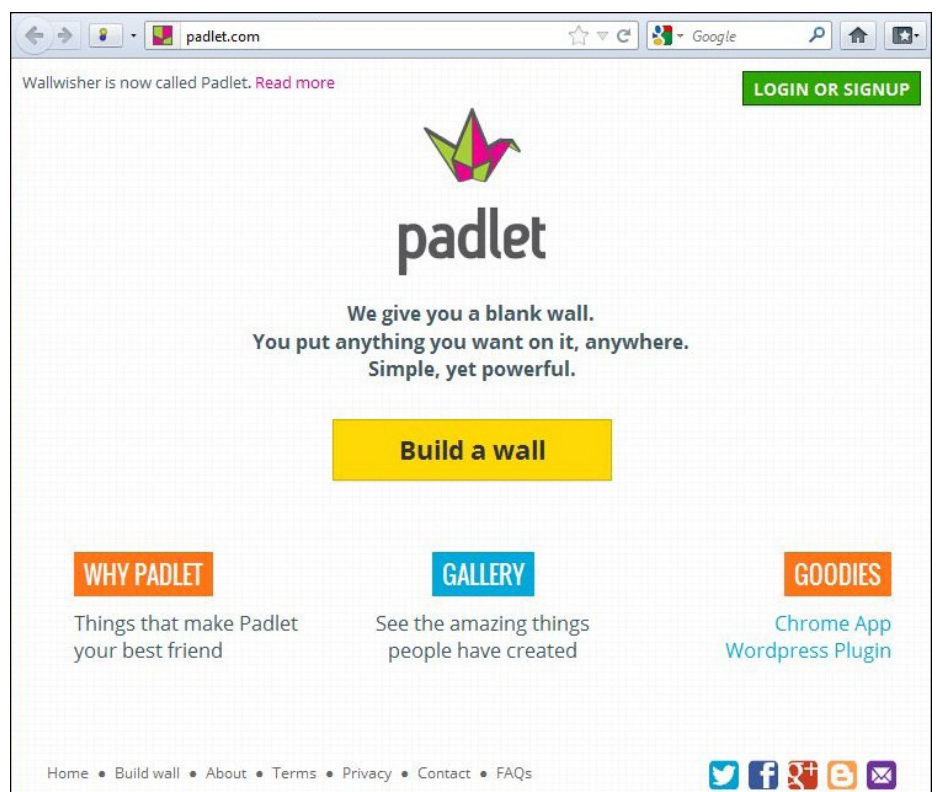 padlet.com
Google
Wallwisher is now called Padlet. Read more
LOGIN OR SIGNUP
padlet
We give you a blank wall.
You put anything you want on it, anywhere.
Simple, yet powerful.
Build a wall
WHY PADLET
Things that make Padlet
your best friend
GALLERY
See the amazing things
people have created
GOODIES
Chrome App
Wordpress Plugin
Home • Build wall • About • Terms • Privacy • Contact • FAQs